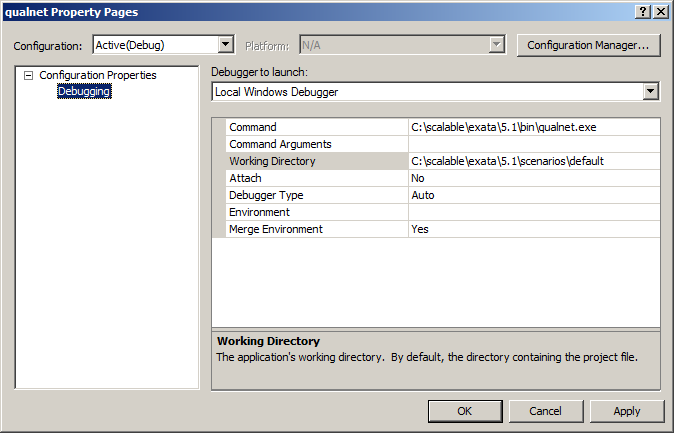 qualnet Property Pages
Configuration: Active(Debug) Platform: N/A Configuration Manager...
Configuration Properties
Debugging
Debugger to launch:
Local Windows Debugger
Command C:\scalable\exata\5.1\bin\qualnet.exe
Command Arguments
Working Directory C:\scalable\exata\5.1\scenarios\default
Attach No
Debugger Type Auto
Environment
Merge Environment Yes
Working Directory
The application's working directory. By default, the directory containing the project file.
OK Cancel Apply